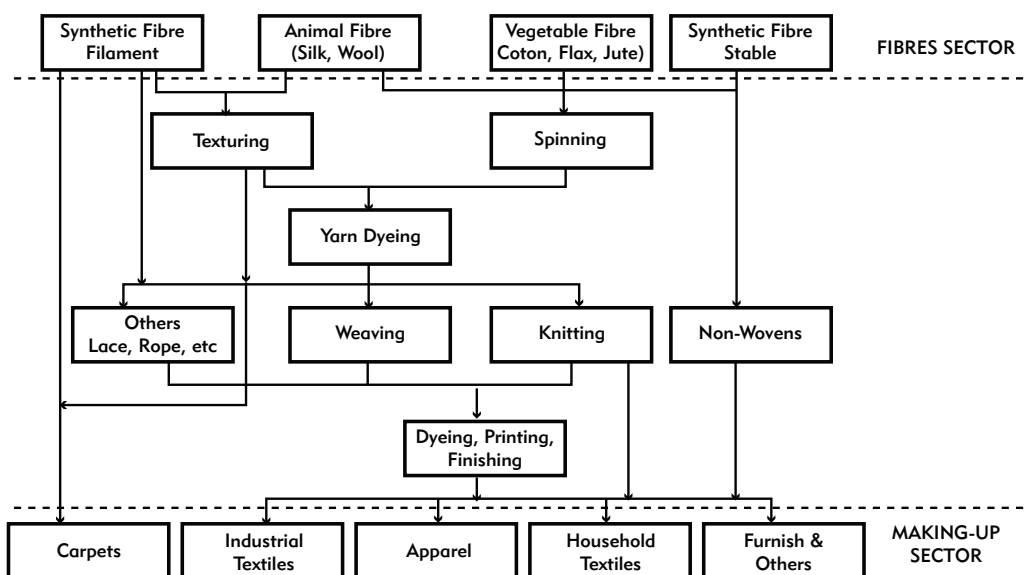 Synthetic Fibre
Filament
Animal Fibre
(Silk, Wool)
Vegetable Fibre
Coton, Flax, Jute)
Synthetic Fibre
Stable
FIBRES SECTOR
Texturing
Spinning
Yarn Dyeing
Others
Lace, Rope, etc
Weaving
Knitting
Non-Wovens
Dyeing, Printing,
Finishing
Carpets
Industrial
Textiles
Apparel
Household
Textiles
Furnish &
Others
MAKING-UP
SECTOR